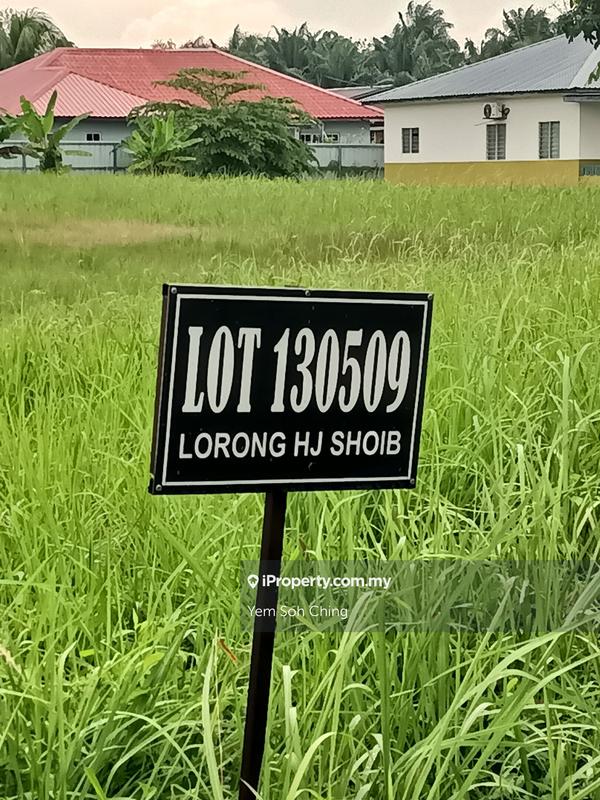 LOT 130509
LORONG HJ SHOIB
iProperty.com.my
Yem Soh Ching